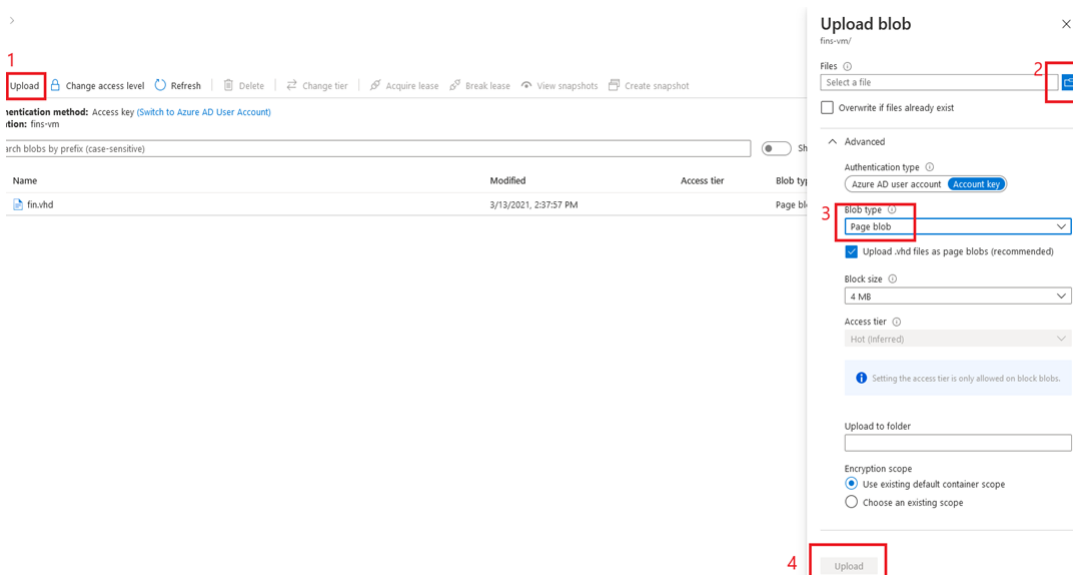 1
Upload Change access level Refresh Delete Change tier Acquire lease Break lease View snapshots Create snapshot
hentication method: Access key (Switch to Azure AD User Account)
ation: fins-vm
arch blobs by prefix (case-sensitive) Sh
Name Modified Access tier Blob typ
fin.vhd 3/13/2021, 2:37:57 PM Page bl
Upload blob
fins-vm/
Files
2
Select a file
Overwrite if files already exist
Advanced
Authentication type
Azure AD user account Account key
3
Blob type
Page blob
Upload .vhd files as page blobs (recommended)
Block size
4 MB
Access tier
Hot (Inferred)
Setting the access tier is only allowed on block blobs.
Upload to folder
Encryption scope
Use existing default container scope
Choose an existing scope
4
Upload